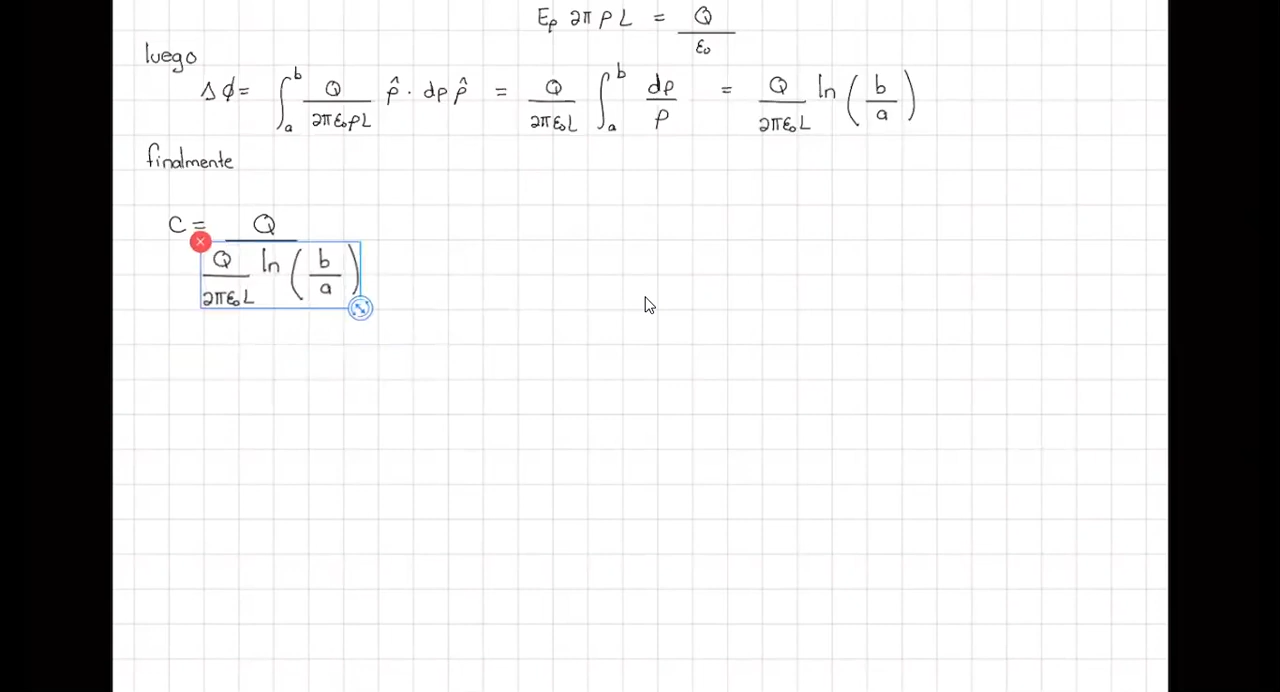 E_ρ 2π ρ L = Q/ε₀
luego
Δϕ = ∫_a^b Q/(2πε₀ρL) ρ̂ · dρ ρ̂ = Q/(2πε₀L) ∫_a^b dρ/ρ = Q/(2πε₀L) ln(b/a)
finalmente
C = Q/(Q/(2πε₀L) ln(b/a))